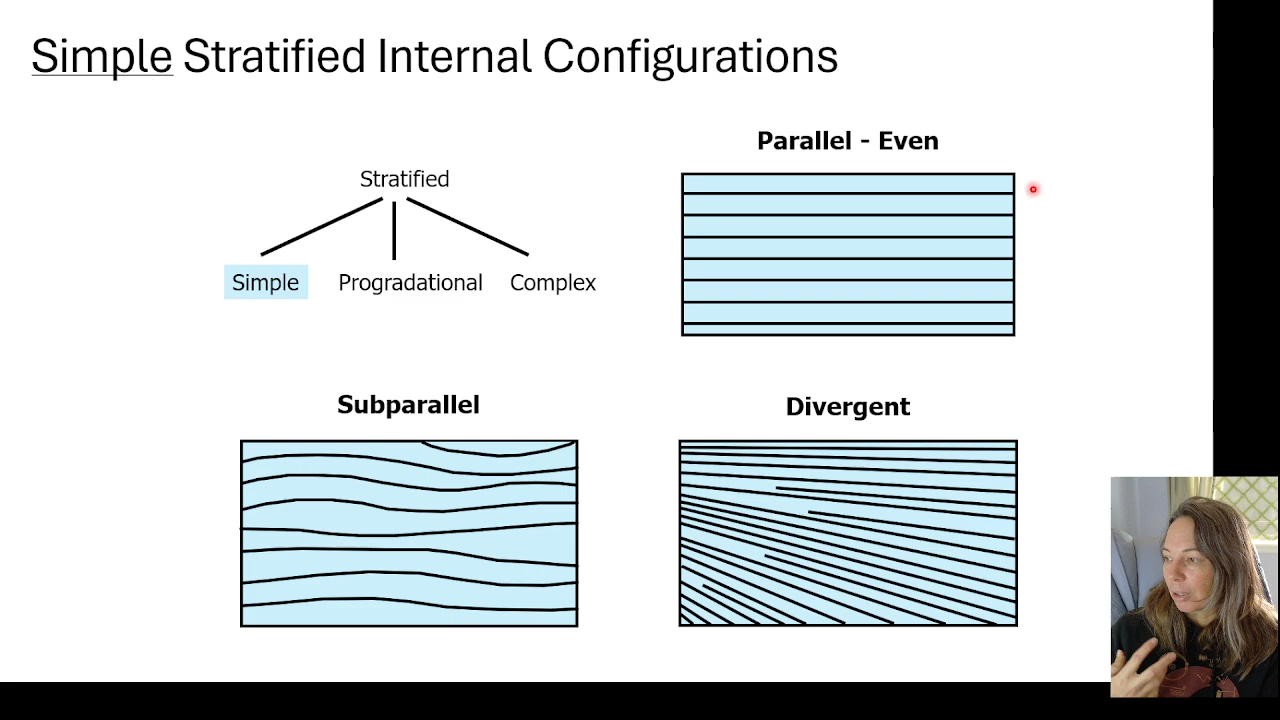 Simple Stratified Internal Configurations
Parallel - Even
Stratified
Simple
Progradational
Complex
Subparallel
Divergent